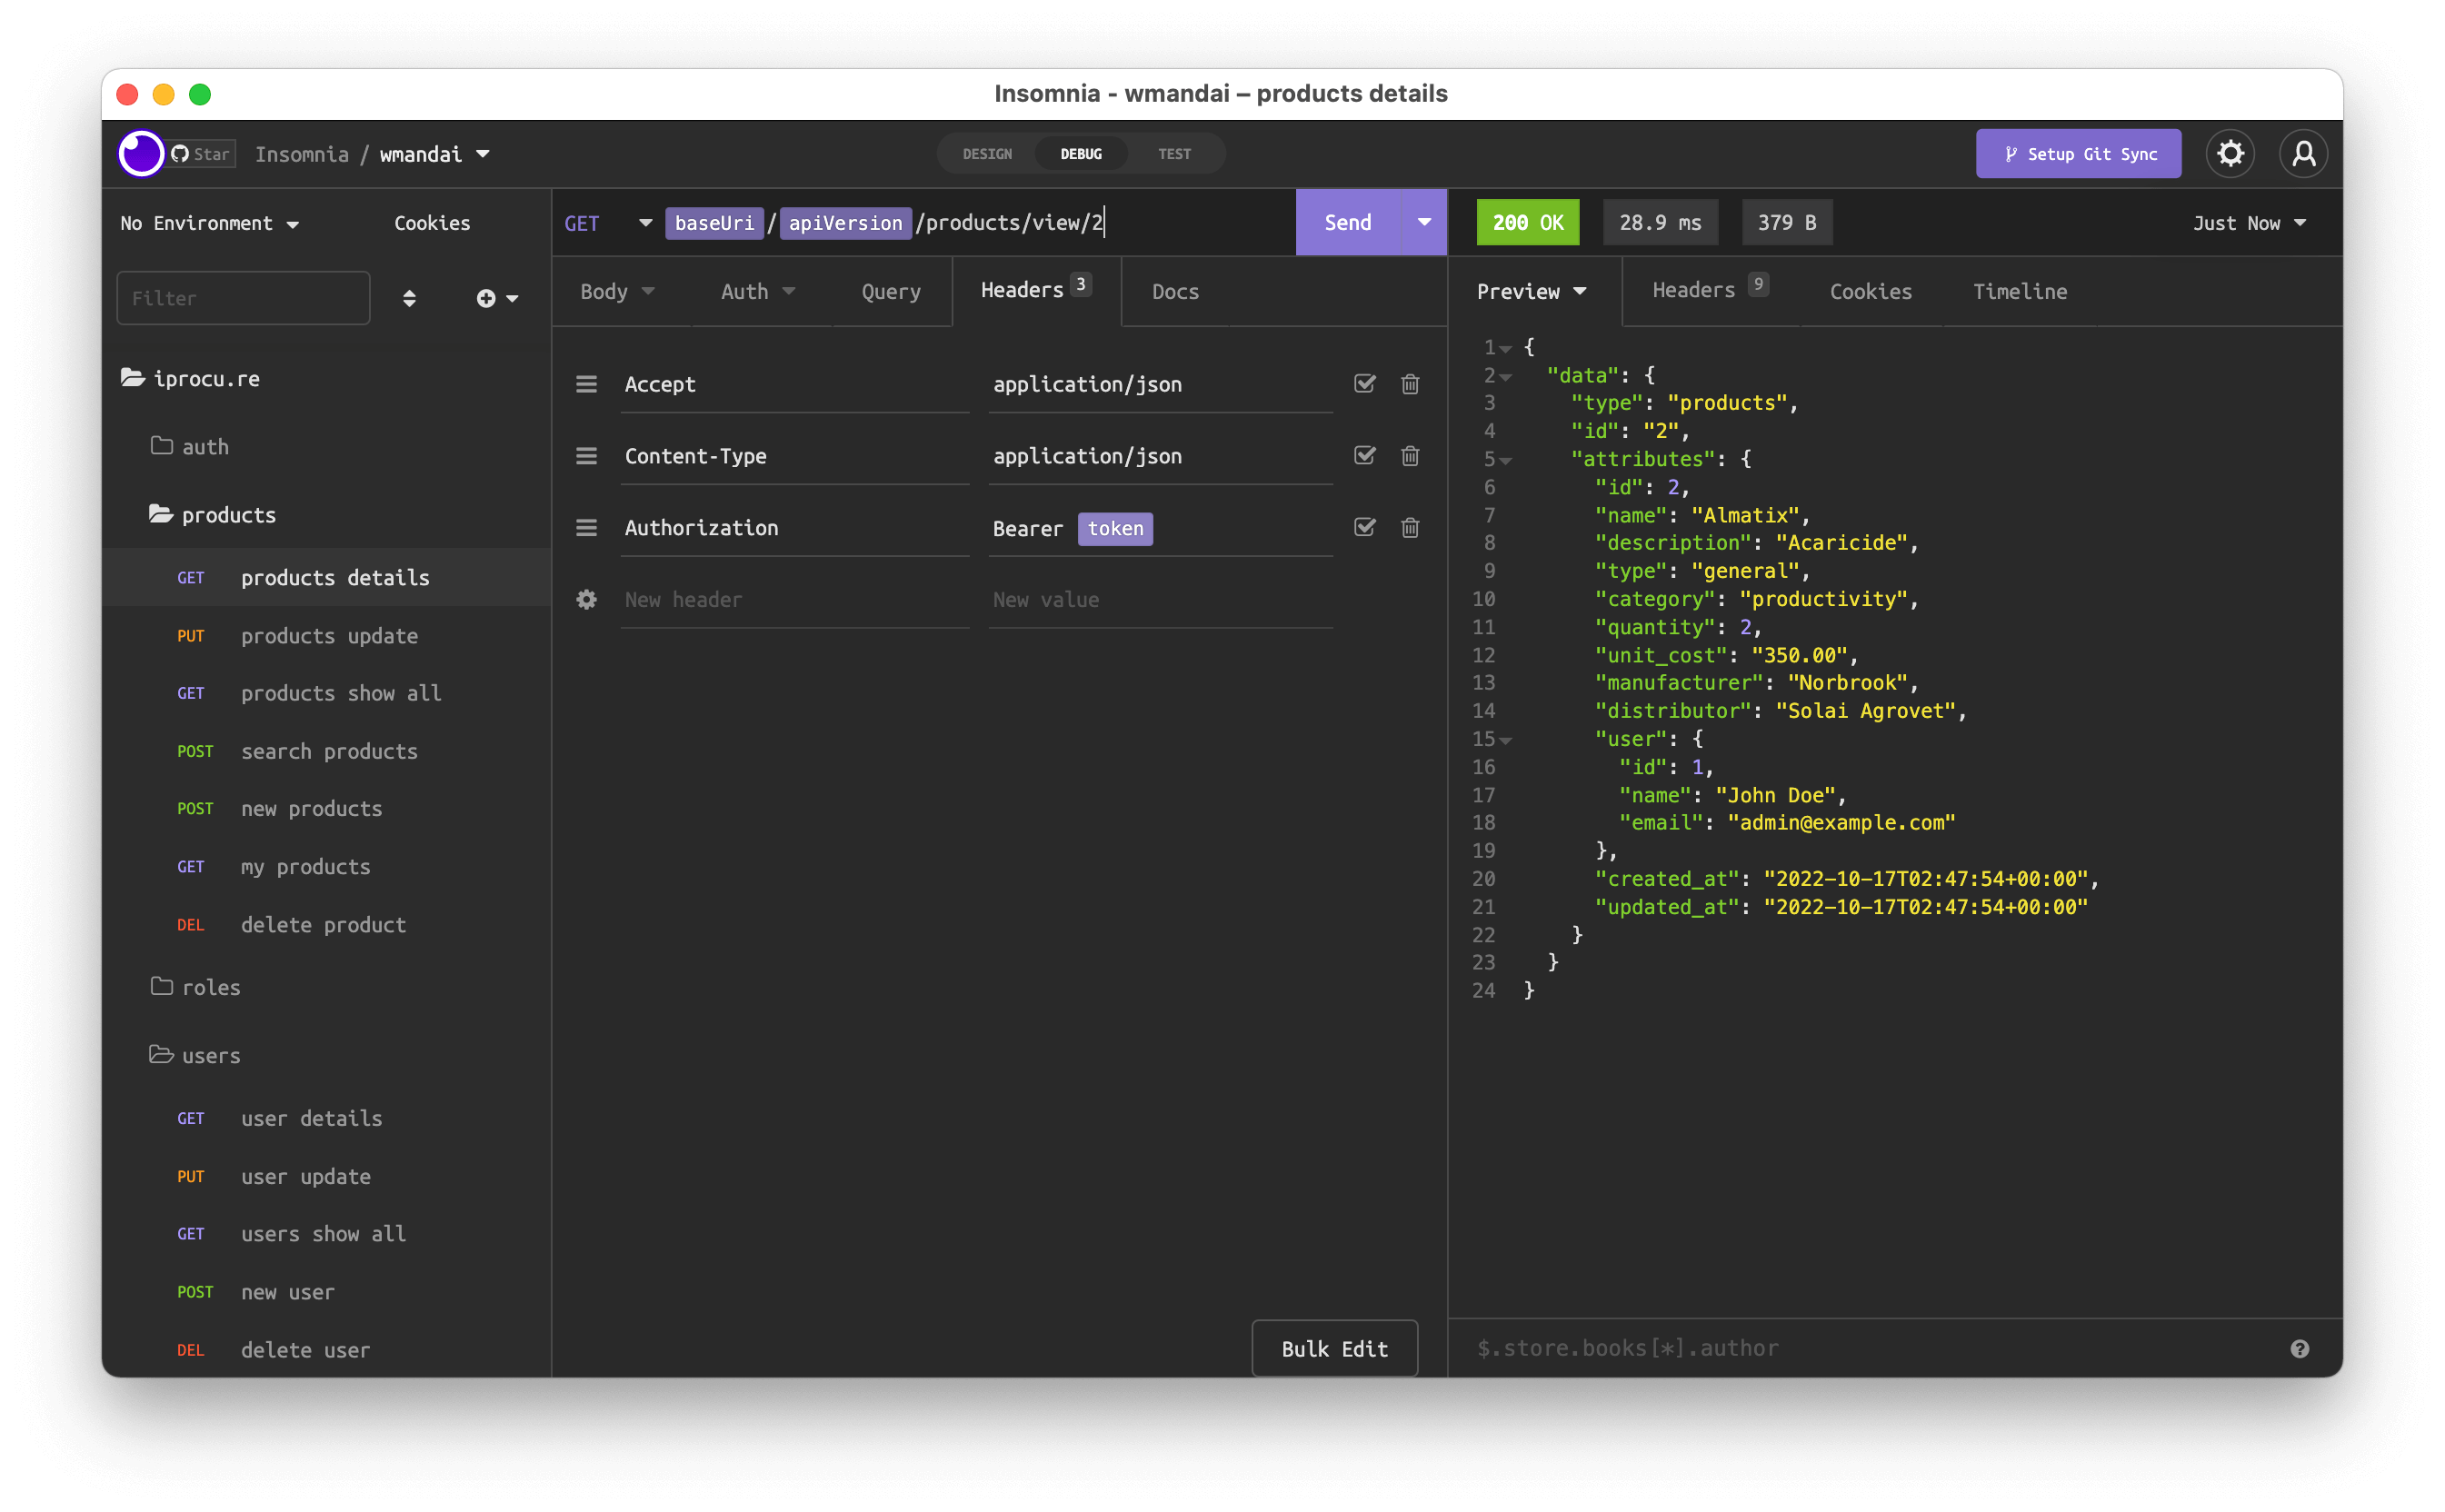 Insomnia - wmandai – products details
Star
Insomnia / wmandai
DESIGN
DEBUG
TEST
Setup Git Sync
No Environment
Cookies
Filter
iprocu.re
auth
products
GET products details
PUT products update
GET products show all
POST search products
POST new products
GET my products
DEL delete product
roles
users
GET user details
PUT user update
GET users show all
POST new user
DEL delete user
GET baseUri/apiVersion/products/view/2
Send
Body
Auth
Query
Headers 3
Docs
Accept application/json
Content-Type application/json
Authorization Bearer token
New header New value
Bulk Edit
200 OK
28.9 ms
379 B
Just Now
Preview
Headers 9
Cookies
Timeline
1 {
2 "data": {
3 "type": "products",
4 "id": "2",
5 "attributes": {
6 "id": 2,
7 "name": "Almatix",
8 "description": "Acaricide",
9 "type": "general",
10 "category": "productivity",
11 "quantity": 2,
12 "unit_cost": "350.00",
13 "manufacturer": "Norbrook",
14 "distributor": "Solai Agrovet",
15 "user": {
16 "id": 1,
17 "name": "John Doe",
18 "email": "admin@example.com"
19 },
20 "created_at": "2022-10-17T02:47:54+00:00",
21 "updated_at": "2022-10-17T02:47:54+00:00"
22 }
23 }
24 }
$.store.books[*].author